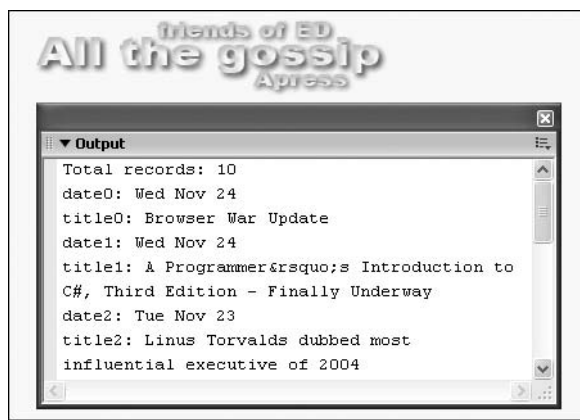 friends of ED
All the gossip
Apress
Output
Total records: 10
date0: Wed Nov 24
title0: Browser War Update
date1: Wed Nov 24
title1: A Programmer&rsquo;s Introduction to
C#, Third Edition - Finally Underway
date2: Tue Nov 23
title2: Linus Torvalds dubbed most
influential executive of 2004